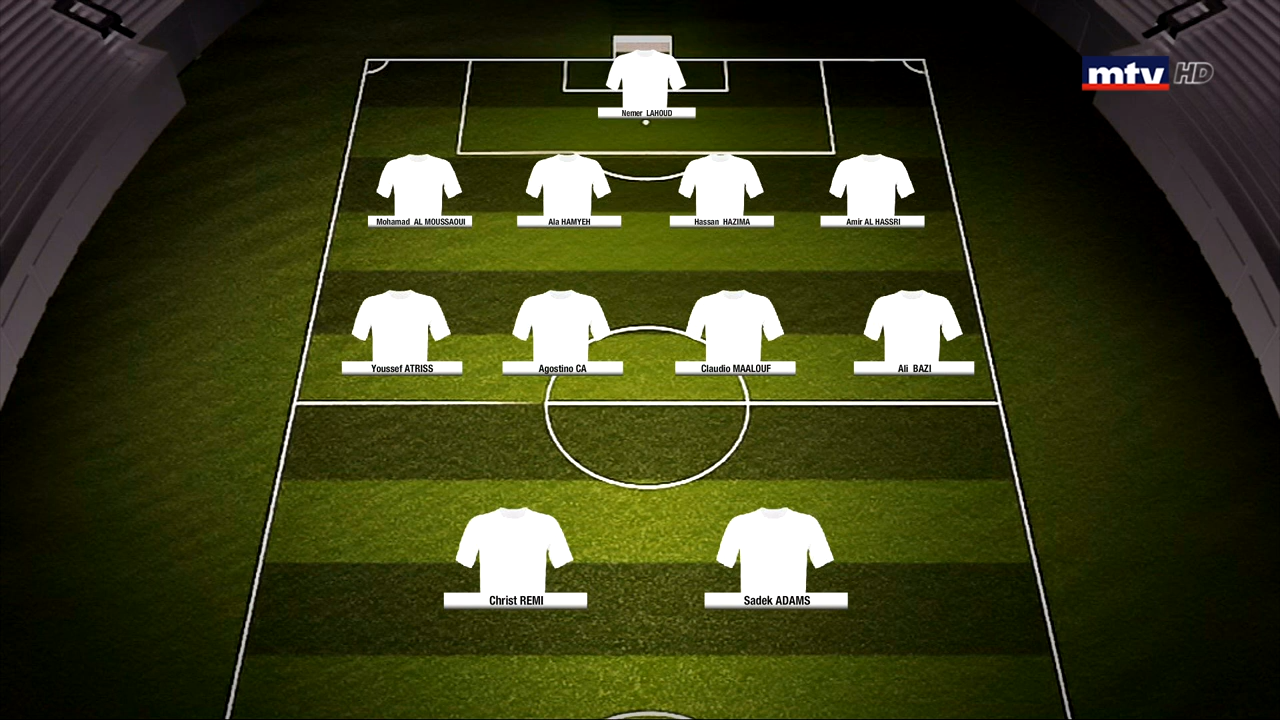 mtv HD
Nemer LAHOUD
Mohamad AL MOUSSAOUI
Ala HAMYEH
Hassan HAZIMA
Amir AL HASSRI
Youssef ATRISS
Agostino CA
Claudio MAALOUF
Ali BAZI
Christ REMI
Sadek ADAMS